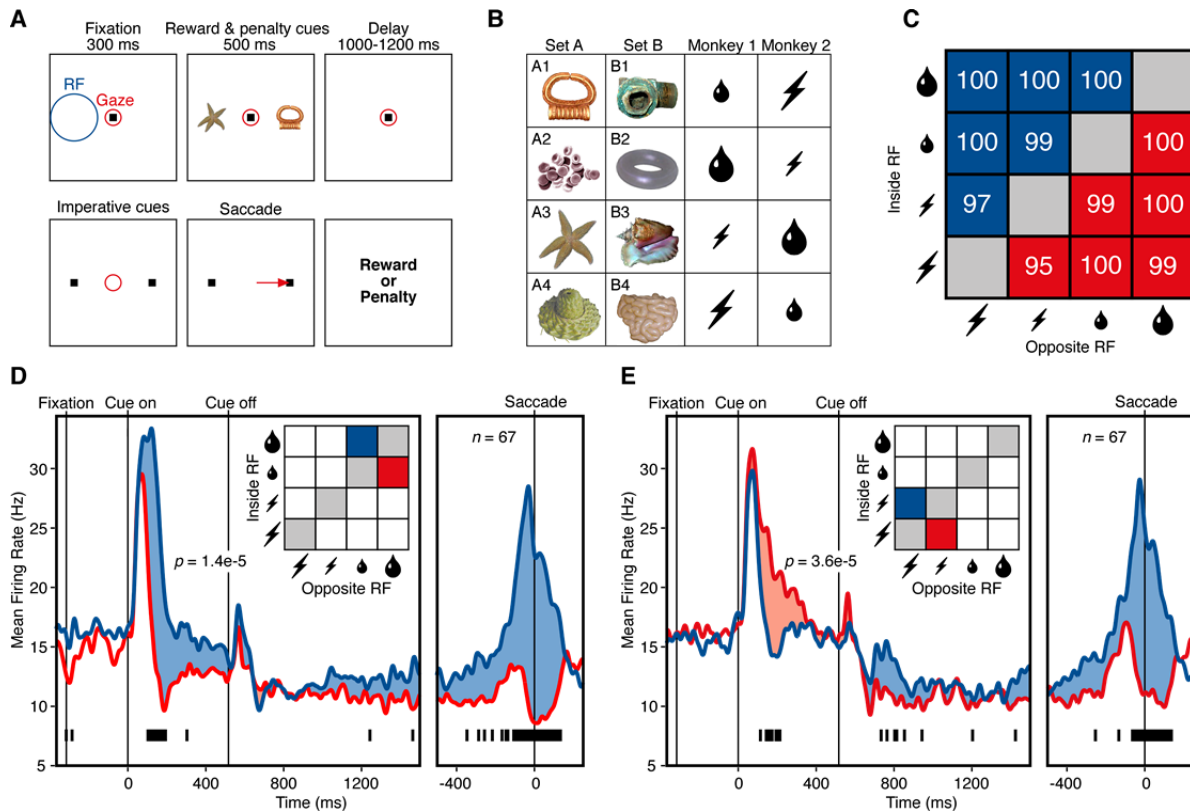 A
Fixation
300 ms
Reward & penalty cues
500 ms
Delay
1000-1200 ms
RF
Gaze
Imperative cues
Saccade
Reward
or
Penalty
B
Set A Set B Monkey 1 Monkey 2
A1 B1
A2 B2
A3 B3
A4 B4
C
Inside RF
100 100 100
100 99 100
97 99 100
95 100 99
Opposite RF
D
Fixation Cue on Cue off
Saccade
Mean Firing Rate (Hz)
30
25
20
15
10
5
n = 67
Inside RF
Opposite RF
p = 1.4e-5
0 400 800 1200
-400 0
Time (ms)
E
Fixation Cue on Cue off
Saccade
Mean Firing Rate (Hz)
30
25
20
15
10
5
n = 67
Inside RF
Opposite RF
p = 3.6e-5
0 400 800 1200
-400 0
Time (ms)